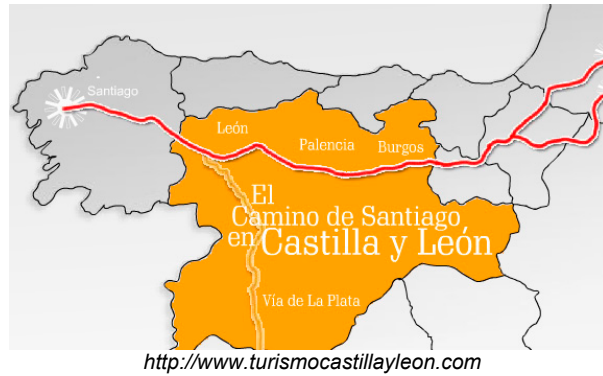 Santiago
León
Palencia
Burgos
El
Camino de Santiago
en Castilla y León
Vía de La Plata
http://www.turismocastillayleon.com